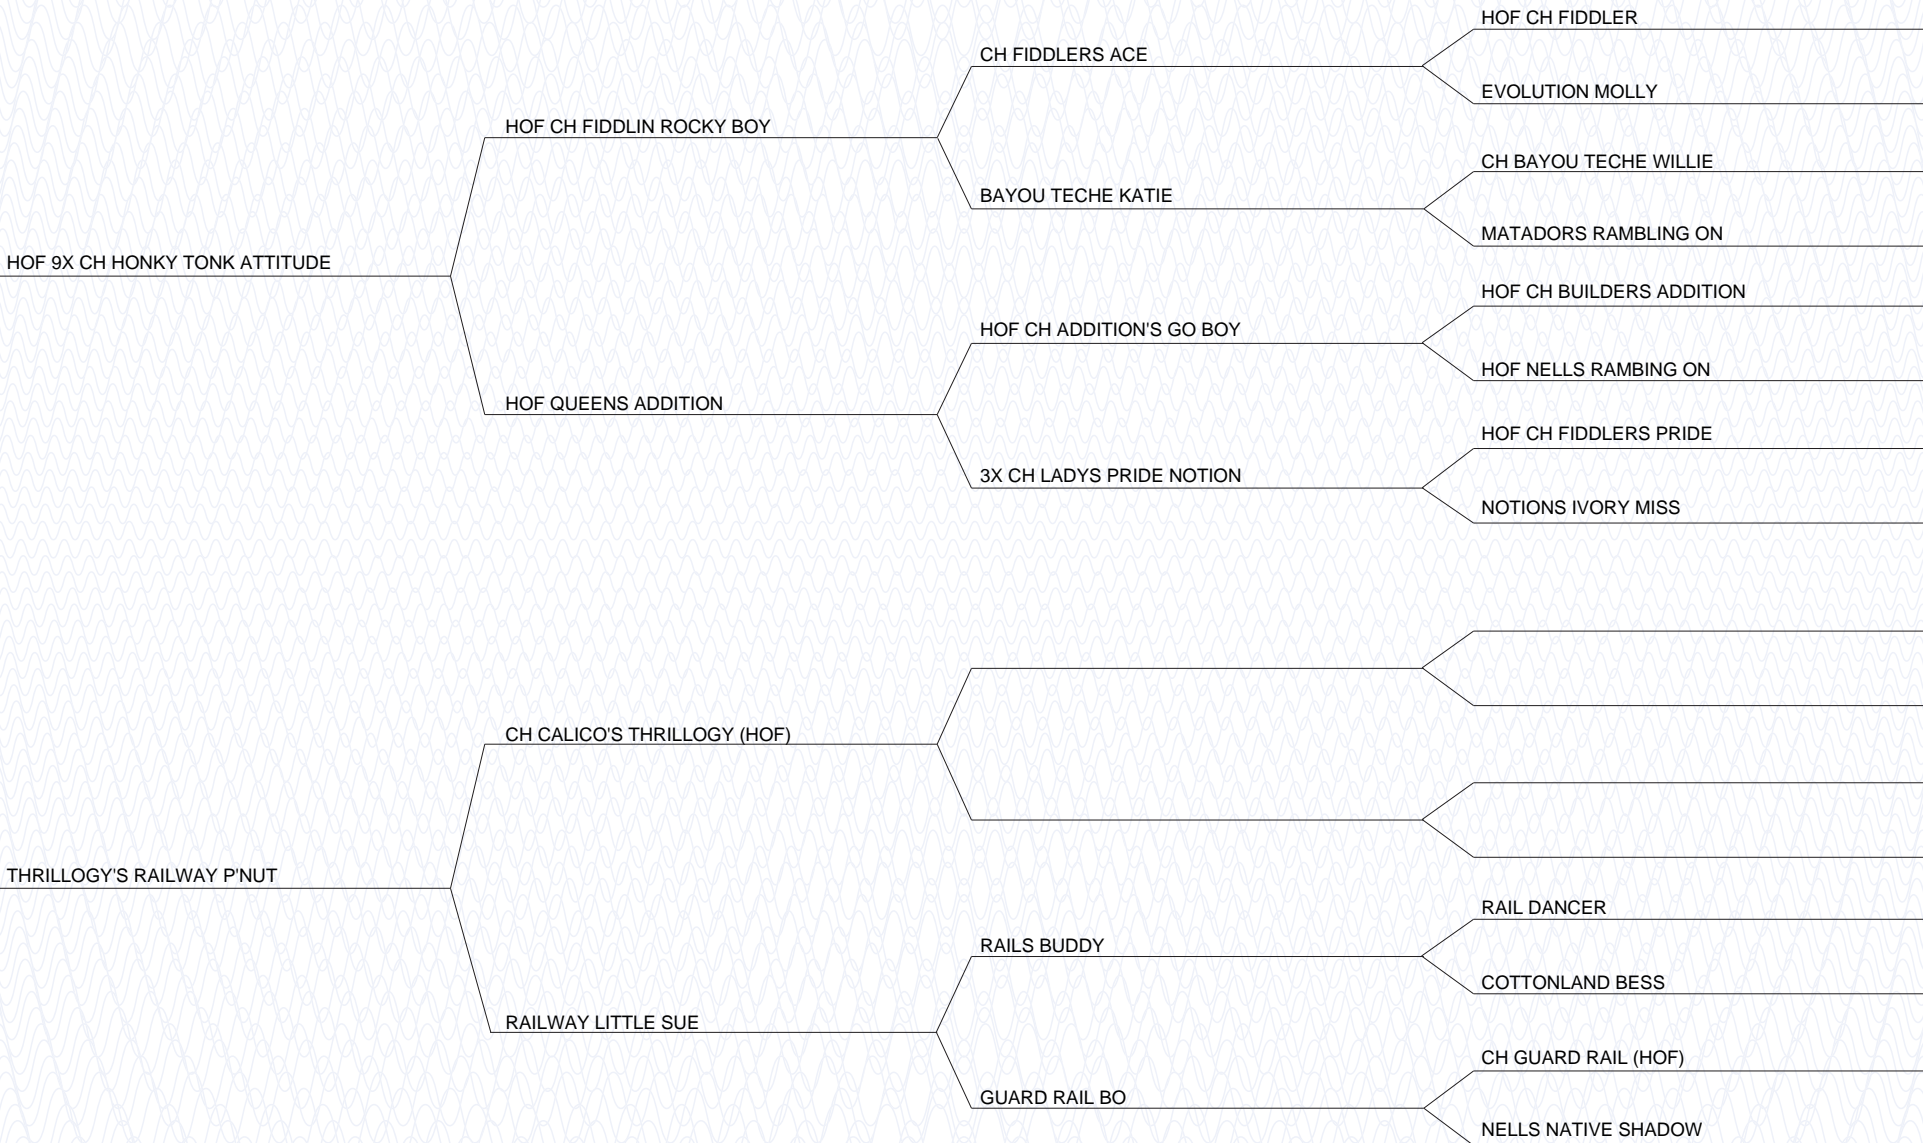 HOF CH FIDDLER
CH FIDDLERS ACE
EVOLUTION MOLLY
HOF CH FIDDLIN ROCKY BOY
CH BAYOU TECHE WILLIE
BAYOU TECHE KATIE
MATADORS RAMBLING ON
HOF 9X CH HONKY TONK ATTITUDE
HOF CH BUILDERS ADDITION
HOF CH ADDITION'S GO BOY
HOF NELLS RAMBING ON
HOF QUEENS ADDITION
HOF CH FIDDLERS PRIDE
3X CH LADYS PRIDE NOTION
NOTIONS IVORY MISS
CH CALICO'S THRILLOGY (HOF)
THRILLOGY'S RAILWAY P'NUT
RAIL DANCER
RAILS BUDDY
COTTONLAND BESS
RAILWAY LITTLE SUE
CH GUARD RAIL (HOF)
GUARD RAIL BO
NELLS NATIVE SHADOW